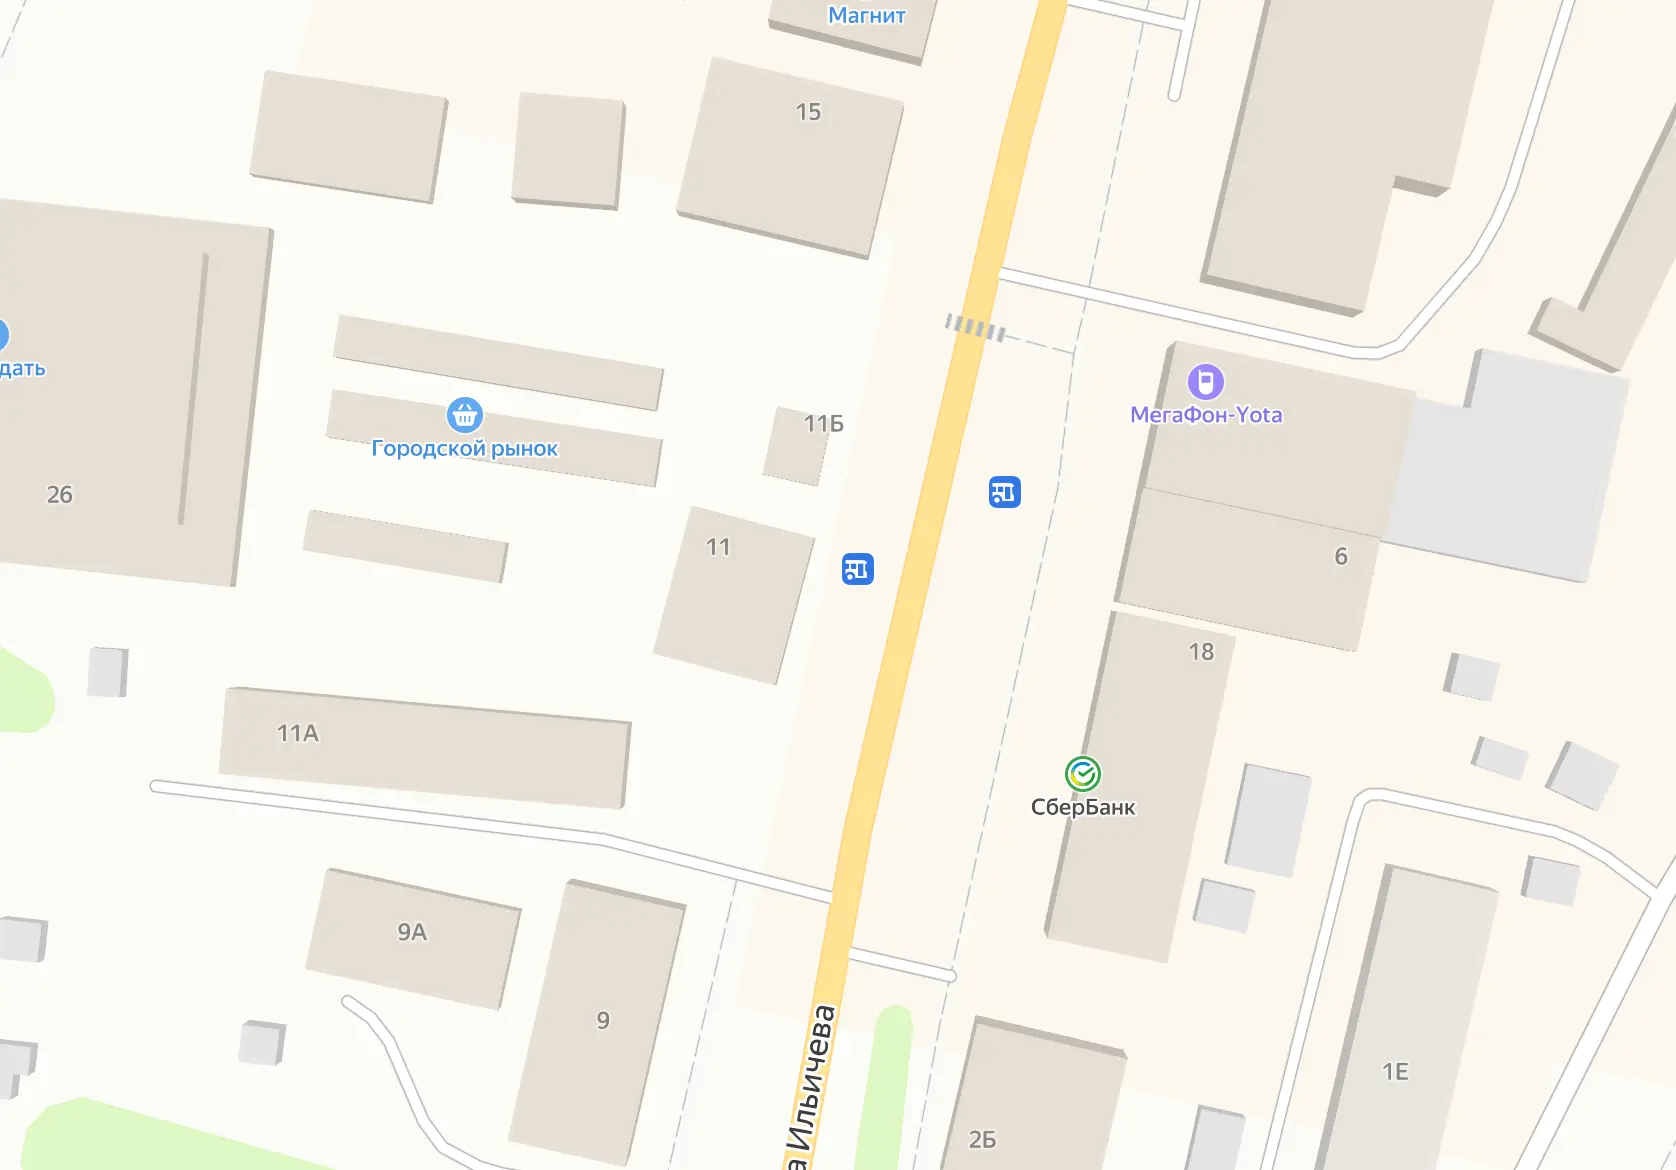 Магнит
15
дать
МегаФон-Yota
11Б
Городской рынок
26
11
6
18
11А
СберБанк
9А
9
а Ильичева
1Е
2Б